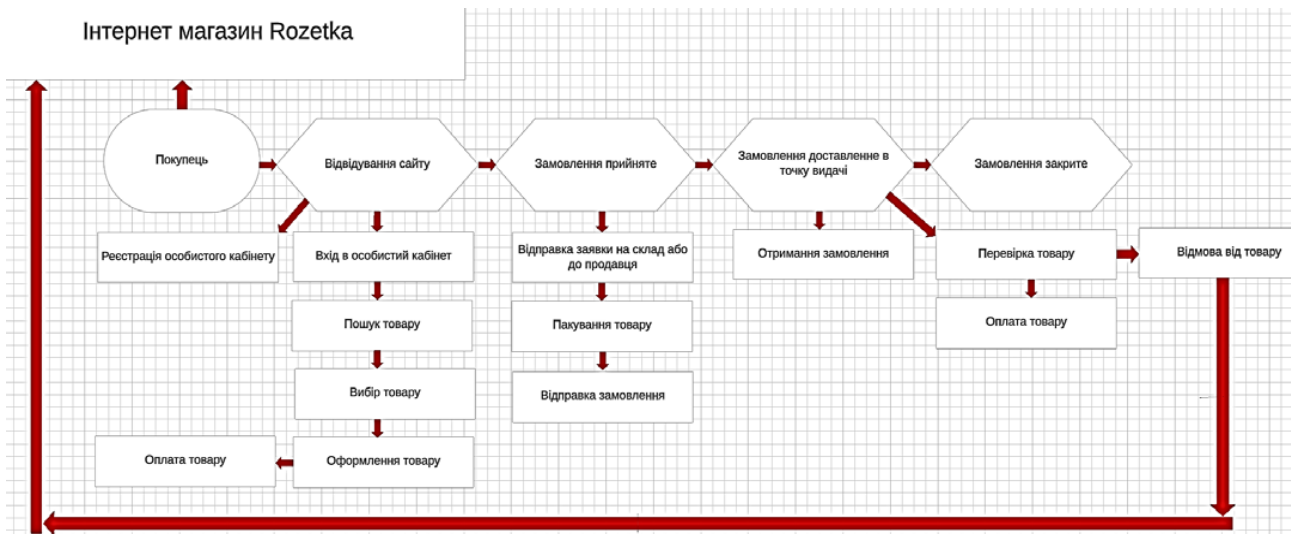 Інтернет магазин Rozetka
Покупець
Відвідування сайту
Замовлення прийняте
Замовлення доставленне в
точку видачі
Замовлення закрите
Реєстрація особистого кабінету
Вхід в особистий кабінет
Відправка заявки на склад або
до продавця
Отримання замовлення
Перевірка товару
Відмова від товару
Пошук товару
Пакування товару
Оплата товару
Вибір товару
Відправка замовлення
Оплата товару
Оформлення товару